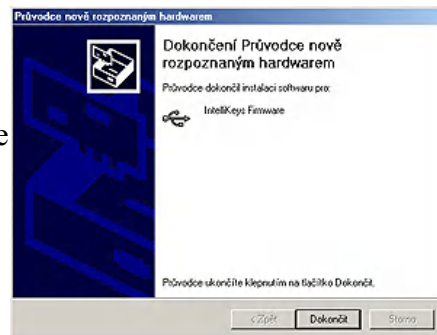 Průvodce nově rozpoznaným hardwarem
Dokončení Průvodce nově
rozpoznaným hardwarem
Průvodce dokončil instalaci softwaru pro:
IntelliKeys Firmware
e
Průvodce ukončíte klepnutím na tlačítko Dokončit.
< Zpět
Dokončit
Storno